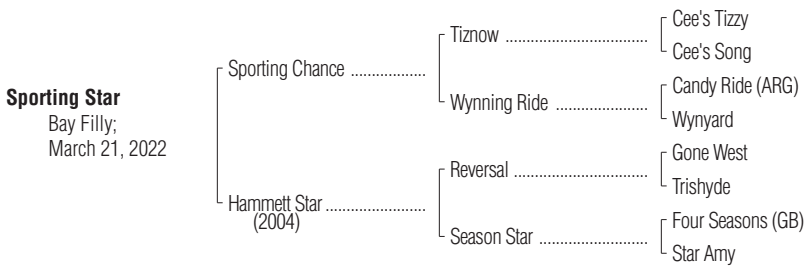 Sporting Star
Bay Filly;
March 21, 2022
Sporting Chance ..................
Hammett Star ........................
(2004)
Tiznow ..................................
Wynning Ride ......................
Reversal ................................
Season Star ..........................
Cee's Tizzy
Cee's Song
Candy Ride (ARG)
Wynyard
Gone West
Trishyde
Four Seasons (GB)
Star Amy